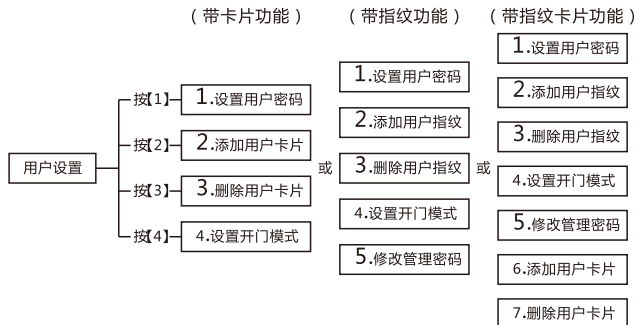 （带卡片功能）
（带指纹功能）
（带指纹卡片功能）
用户设置
按【1】
按【2】
按【3】
按【4】
1.设置用户密码
2.添加用户卡片
3.删除用户卡片
4.设置开门模式
或
1.设置用户密码
2.添加用户指纹
3.删除用户指纹
4.设置开门模式
5.修改管理密码
或
1.设置用户密码
2.添加用户指纹
3.删除用户指纹
4.设置开门模式
5.修改管理密码
6.添加用户卡片
7.删除用户卡片